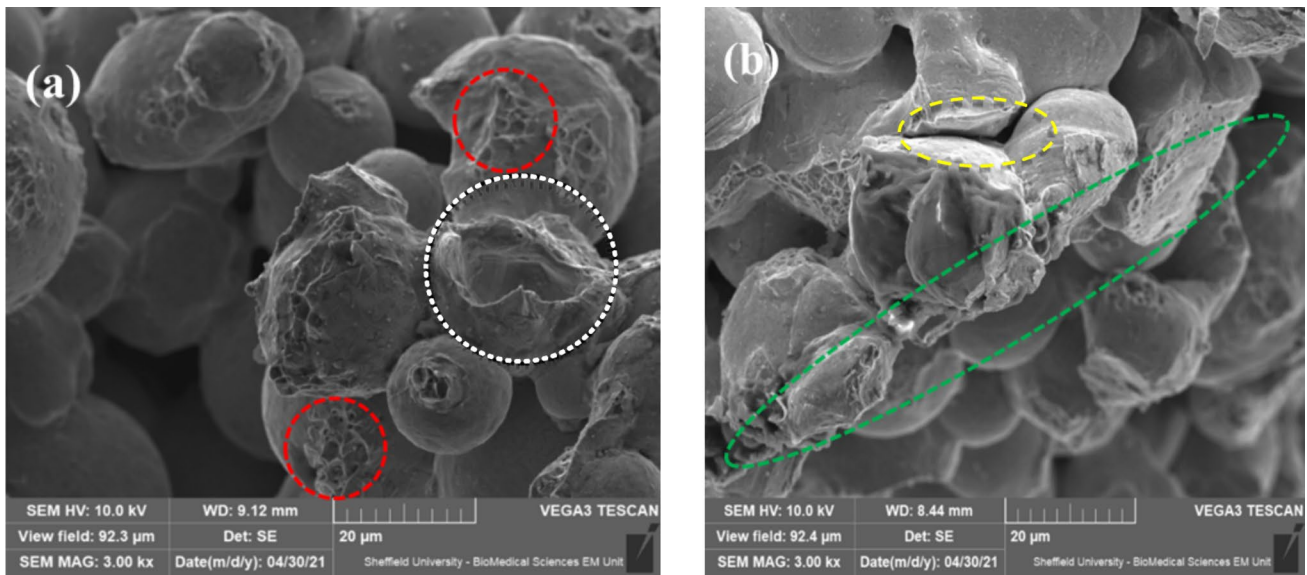 (a)
SEM HV: 10.0 kV WD: 9.12 mm VEGA3 TESCAN
View field: 92.3 µm Det: SE 20 µm
SEM MAG: 3.00 kx Date(m/d/y): 04/30/21 Sheffield University - BioMedical Sciences EM Unit
(b)
SEM HV: 10.0 kV WD: 8.44 mm VEGA3 TESCAN
View field: 92.4 µm Det: SE 20 µm
SEM MAG: 3.00 kx Date(m/d/y): 04/30/21 Sheffield University - BioMedical Sciences EM Unit